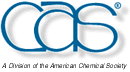 cas
A Division of the American Chemical Society